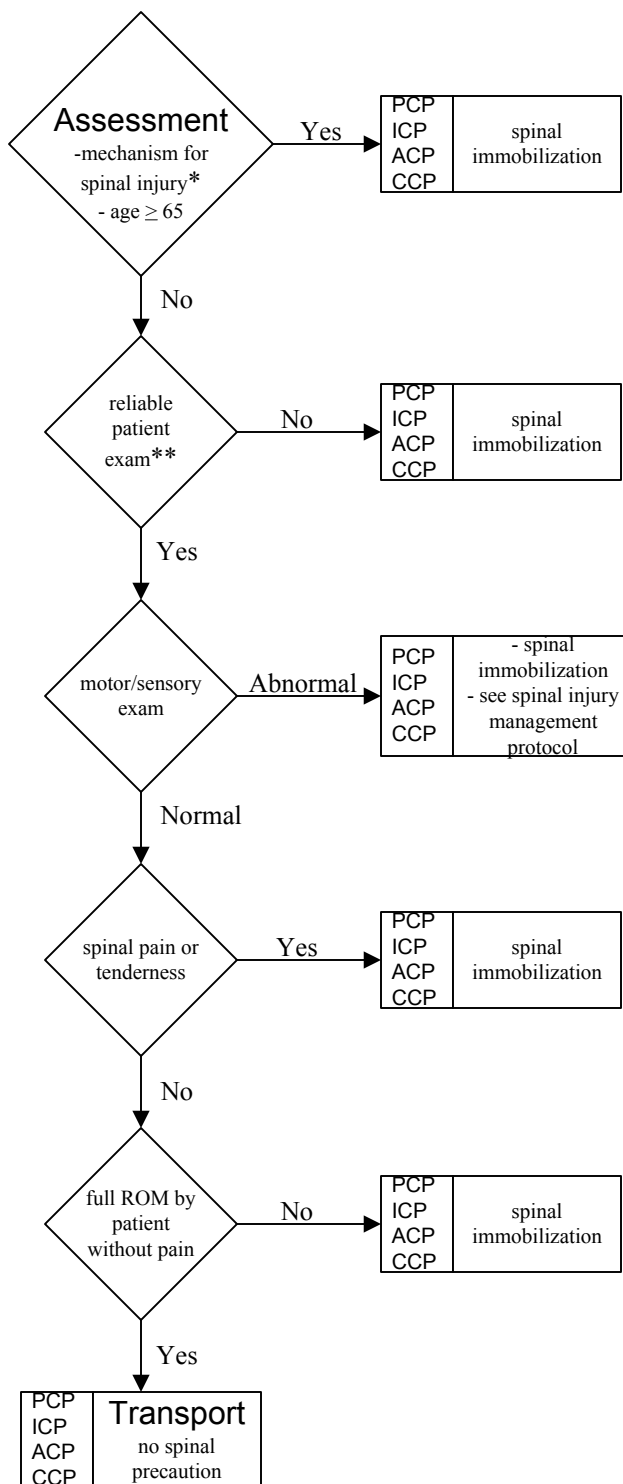 Assessment
-mechanism for
spinal injury*
- age ≥ 65
Yes
PCP
ICP
ACP
CCP
spinal
immobilization
No
reliable
patient
exam**
No
PCP
ICP
ACP
CCP
spinal
immobilization
Yes
motor/sensory
exam
Abnormal
PCP
ICP
ACP
CCP
- spinal
immobilization
- see spinal injury
management
protocol
Normal
spinal pain or
tenderness
Yes
PCP
ICP
ACP
CCP
spinal
immobilization
No
full ROM by
patient
without pain
No
PCP
ICP
ACP
CCP
spinal
immobilization
Yes
PCP
ICP
ACP
CCP
Transport
no spinal
precaution